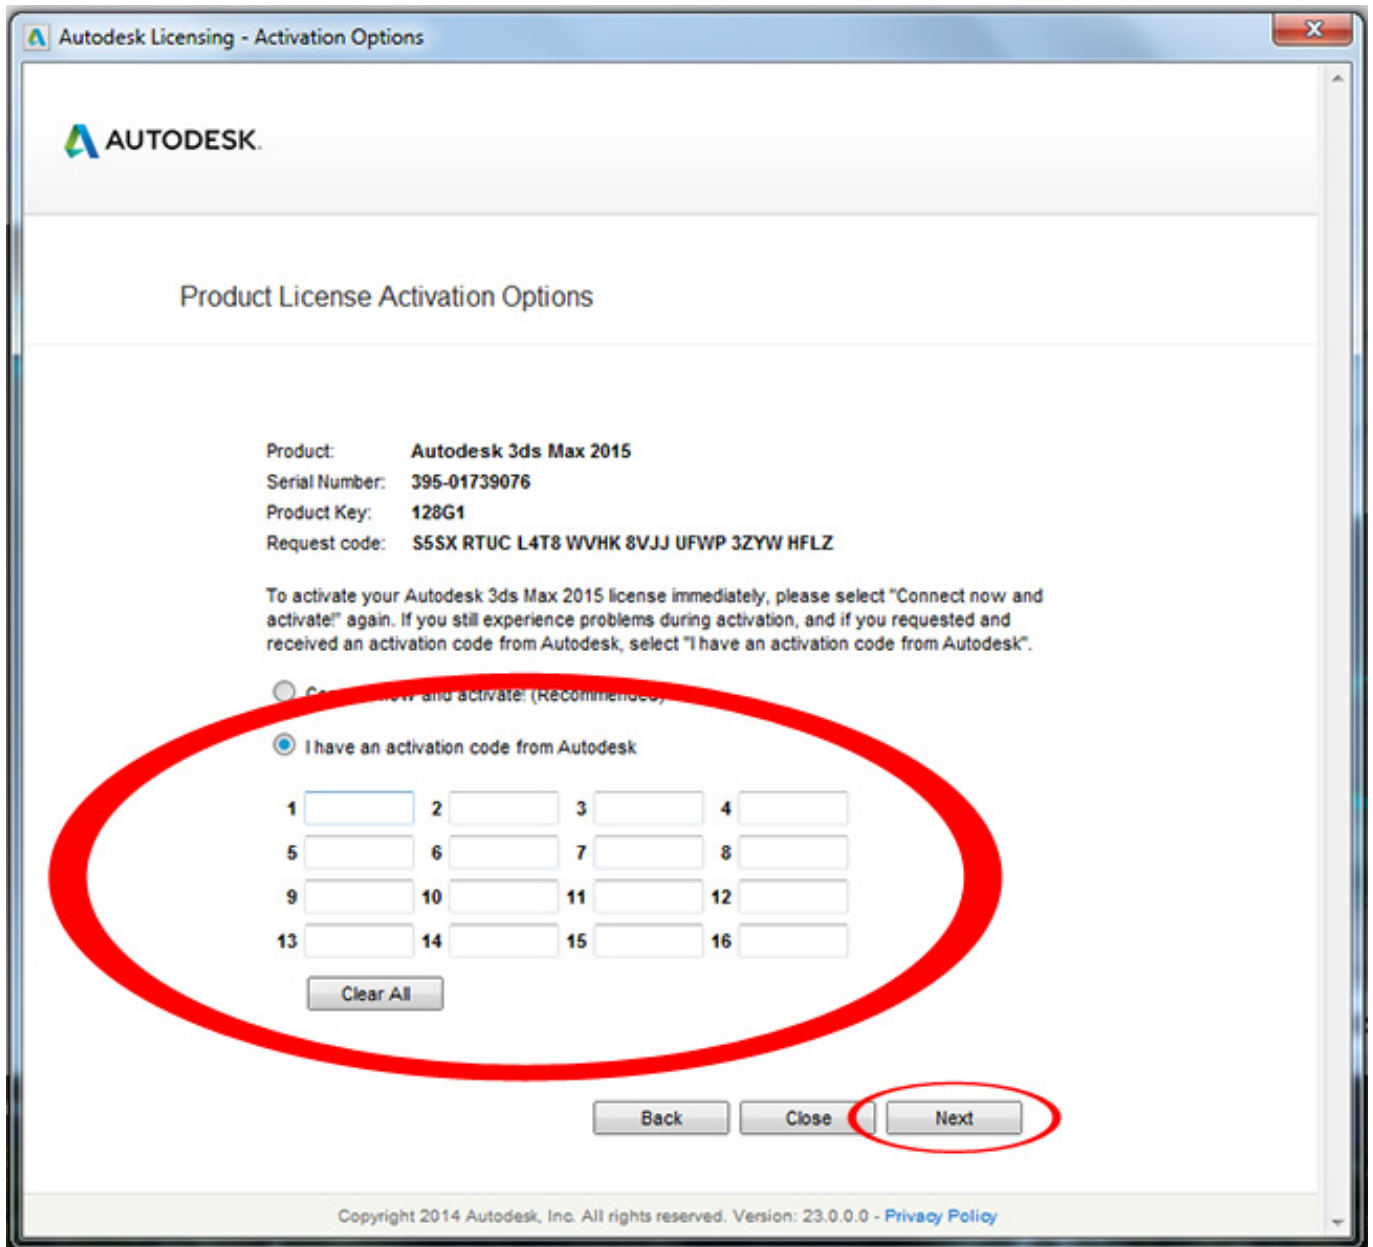 Autodesk Licensing - Activation Options
X
AUTODESK.
Product License Activation Options
Product: Autodesk 3ds Max 2015
Serial Number: 395-01739076
Product Key: 128G1
Request code: S5SX RTUC L4T8 WVHK 8VJJ UFWP 3ZYW HFLZ
To activate your Autodesk 3ds Max 2015 license immediately, please select "Connect now and
activate!" again. If you still experience problems during activation, and if you requested and
received an activation code from Autodesk, select "I have an activation code from Autodesk".
and activate! (Recommended)
I have an activation code from Autodesk
1 2 3 4
5 6 7 8
9 10 11 12
13 14 15 16
Clear All
Back Close Next
Copyright 2014 Autodesk, Inc. All rights reserved. Version: 23.0.0.0 - Privacy Policy